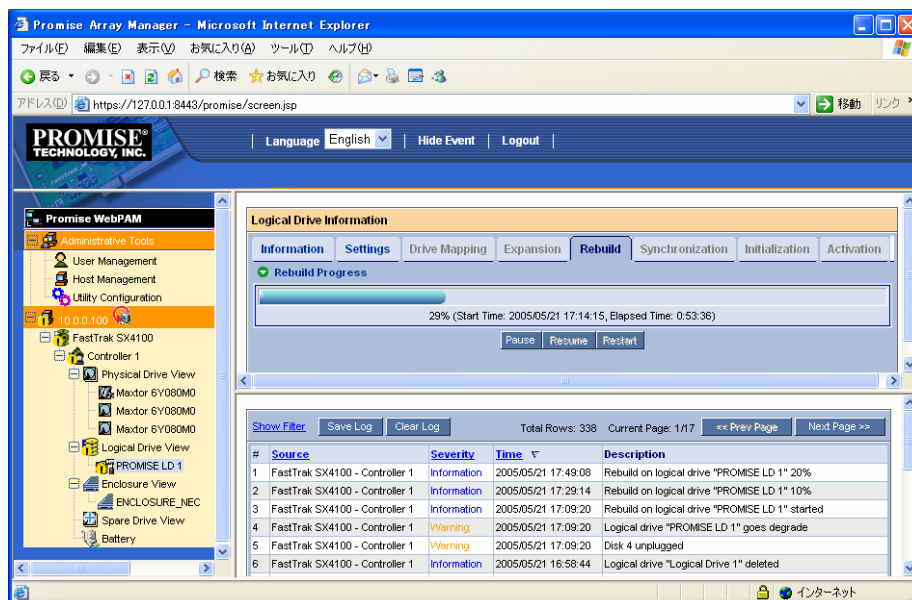 Promise Array Manager - Microsoft Internet Explorer
ファイル(F) 編集(E) 表示(V) お気に入り(A) ツール(T) ヘルプ(H)
戻る 検索 お気に入り
アドレス(D) https://127.0.0.1:8443/promise/screen.jsp 移動 リンク »
PROMISE®
TECHNOLOGY, INC.
| Language English | Hide Event | Logout |
Promise WebPAM
Administrative Tools
User Management
Host Management
Utility Configuration
10.0.0.100
FastTrak SX4100
Controller 1
Physical Drive View
Maxtor 6Y080M0
Maxtor 6Y080M0
Maxtor 6Y080M0
Logical Drive View
PROMISE LD 1
Enclosure View
ENCLOSURE_NEC
Spare Drive View
Battery
Logical Drive Information
Information Settings Drive Mapping Expansion Rebuild Synchronization Initialization Activation
Rebuild Progress
29% (Start Time: 2005/05/21 17:14:15, Elapsed Time: 0:53:36)
Pause Resume Restart
Show Filter Save Log Clear Log Total Rows: 338 Current Page: 1/17 << Prev Page Next Page >>
# Source Severity Time Description
1 FastTrak SX4100 - Controller 1 Information 2005/05/21 17:49:08 Rebuild on logical drive "PROMISE LD 1" 20%
2 FastTrak SX4100 - Controller 1 Information 2005/05/21 17:29:14 Rebuild on logical drive "PROMISE LD 1" 10%
3 FastTrak SX4100 - Controller 1 Information 2005/05/21 17:09:20 Rebuild on logical drive "PROMISE LD 1" started
4 FastTrak SX4100 - Controller 1 Warning 2005/05/21 17:09:20 Logical drive "PROMISE LD 1" goes degrade
5 FastTrak SX4100 - Controller 1 Warning 2005/05/21 17:09:20 Disk 4 unplugged
6 FastTrak SX4100 - Controller 1 Information 2005/05/21 16:58:44 Logical drive "Logical Drive 1" deleted
インターネット